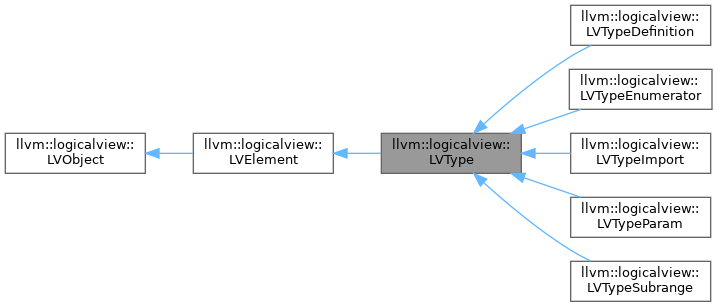 llvm::logicalview::
LVObject
llvm::logicalview::
LVElement
llvm::logicalview::
LVType
llvm::logicalview::
LVTypeDefinition
llvm::logicalview::
LVTypeEnumerator
llvm::logicalview::
LVTypeImport
llvm::logicalview::
LVTypeParam
llvm::logicalview::
LVTypeSubrange